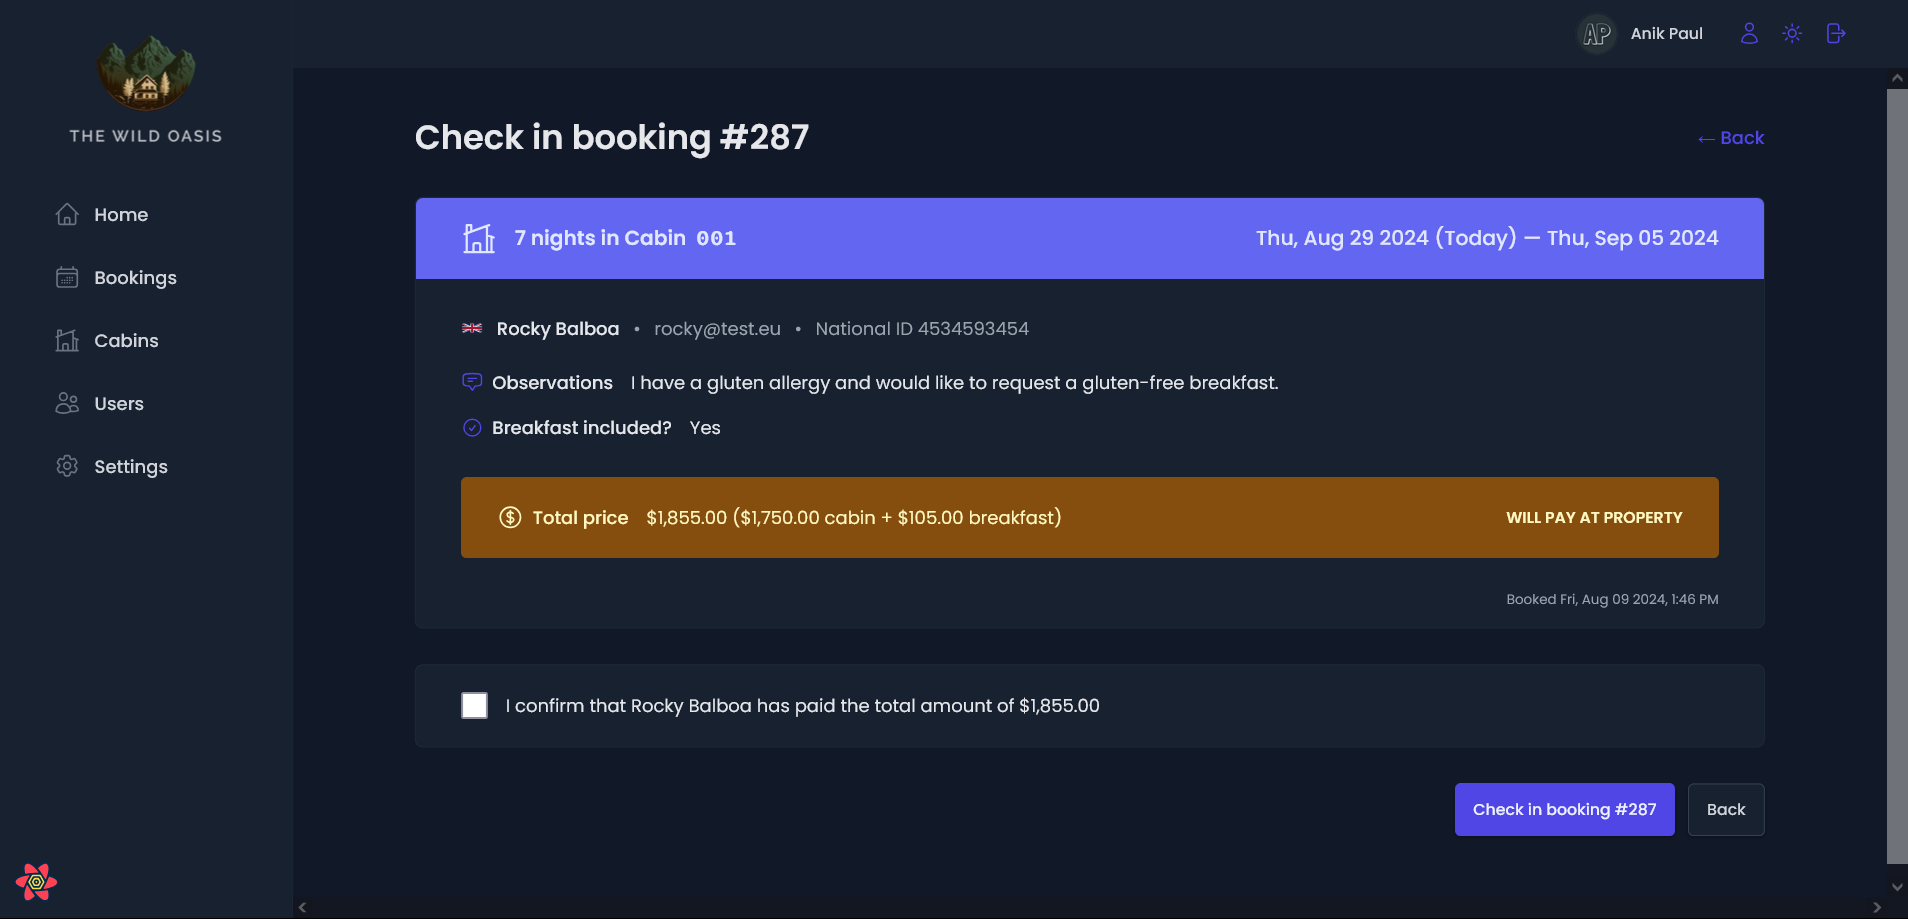 AP Anik Paul
THE WILD OASIS
Home
Bookings
Cabins
Users
Settings
Check in booking #287
← Back
7 nights in Cabin 001
Thu, Aug 29 2024 (Today) — Thu, Sep 05 2024
Rocky Balboa • rocky@test.eu • National ID 4534593454
Observations I have a gluten allergy and would like to request a gluten-free breakfast.
Breakfast included? Yes
Total price $1,855.00 ($1,750.00 cabin + $105.00 breakfast)
WILL PAY AT PROPERTY
Booked Fri, Aug 09 2024, 1:46 PM
I confirm that Rocky Balboa has paid the total amount of $1,855.00
Check in booking #287
Back